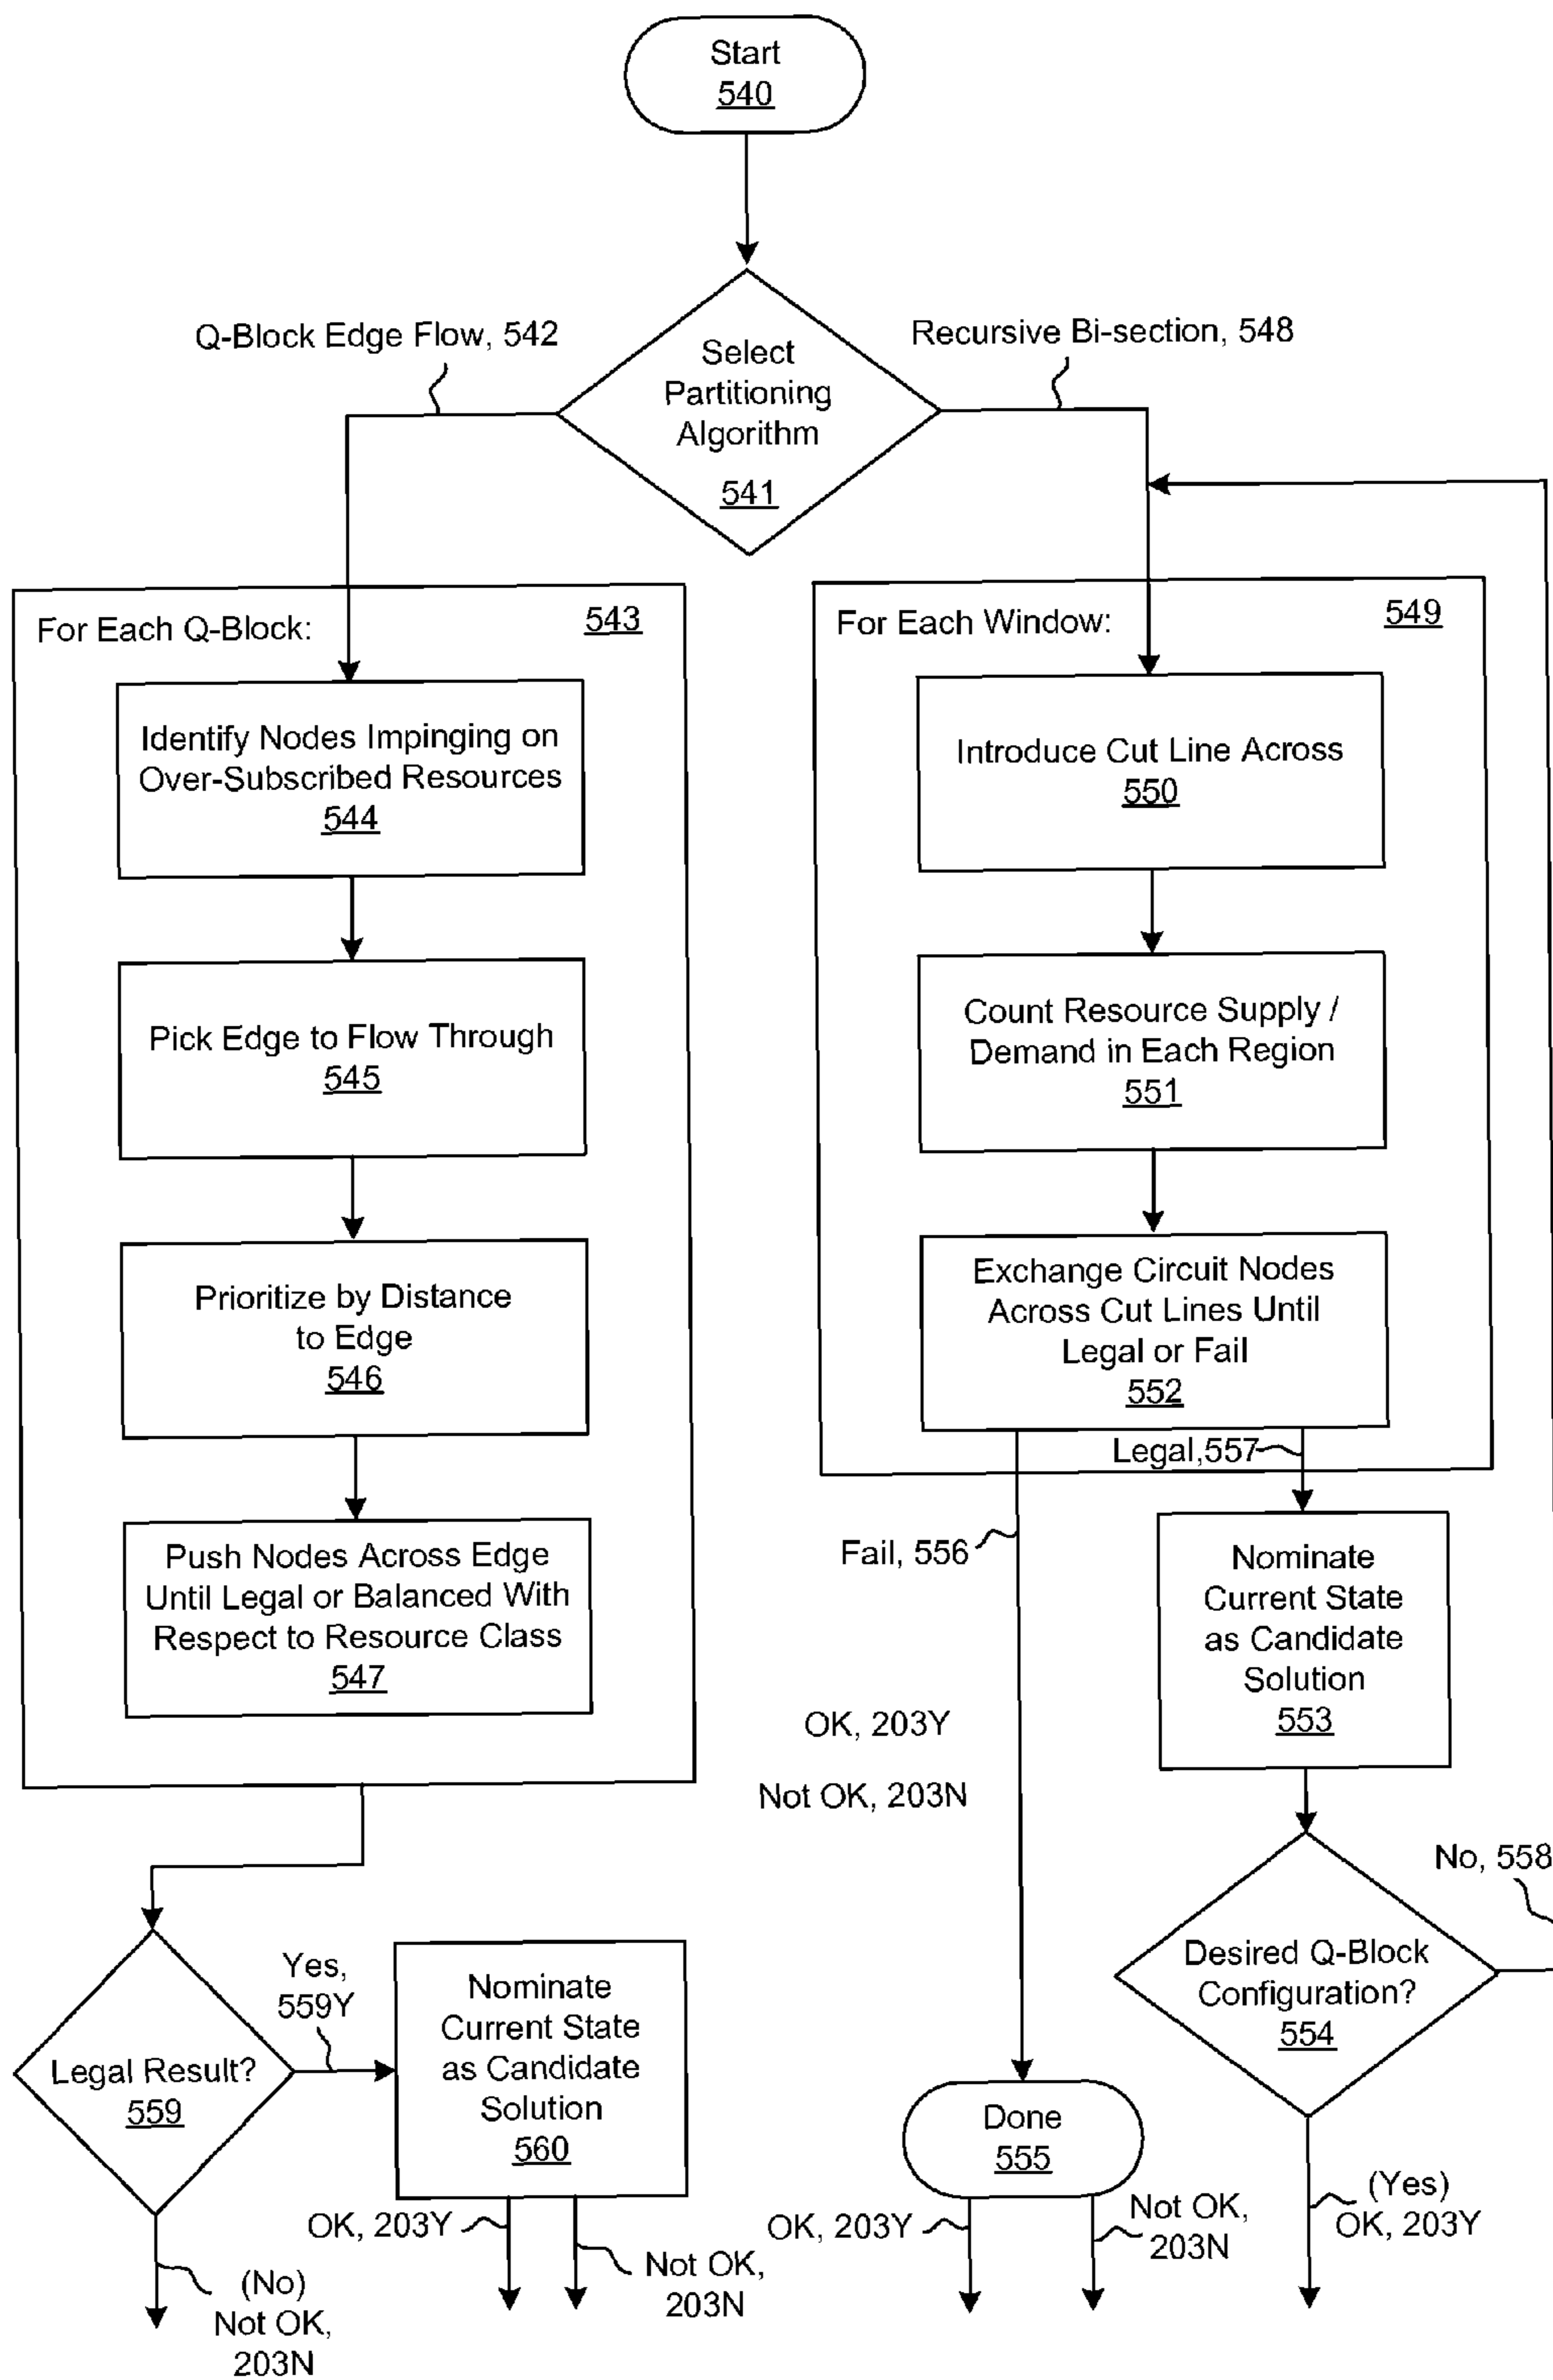 Start
540
Q-Block Edge Flow, 542
Recursive Bi-section, 548
Select
Partitioning
Algorithm
541
For Each Q-Block:
543
Identify Nodes Impinging on
Over-Subscribed Resources
544
Pick Edge to Flow Through
545
Prioritize by Distance
to Edge
546
Push Nodes Across Edge
Until Legal or Balanced With
Respect to Resource Class
547
For Each Window:
549
Introduce Cut Line Across
550
Count Resource Supply /
Demand in Each Region
551
Exchange Circuit Nodes
Across Cut Lines Until
Legal or Fail
552
Legal,557
Fail, 556
Nominate
Current State
as Candidate
Solution
553
OK, 203Y
Not OK, 203N
No, 558
Desired Q-Block
Configuration?
554
Legal Result?
559
Yes,
559Y
Nominate
Current State
as Candidate
Solution
560
Done
555
(No)
Not OK,
203N
OK, 203Y
Not OK,
203N
OK, 203Y
Not OK,
203N
(Yes)
OK, 203Y